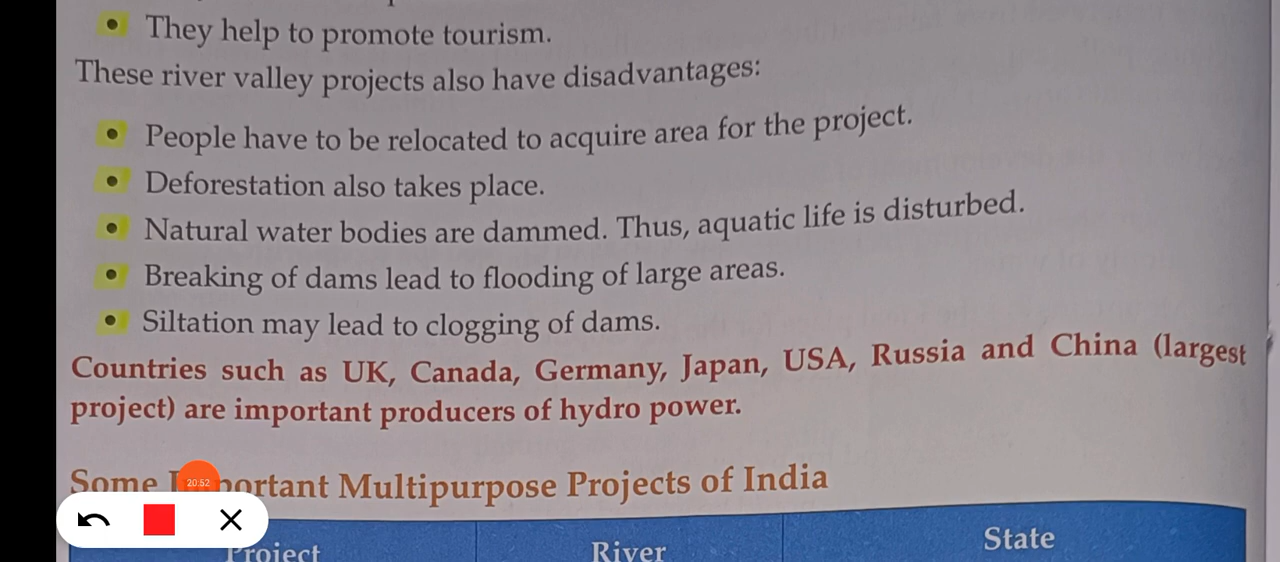 • They help to promote tourism.
These river valley projects also have disadvantages:
• People have to be relocated to acquire area for the project.
• Deforestation also takes place.
• Natural water bodies are dammed. Thus, aquatic life is disturbed.
• Breaking of dams lead to flooding of large areas.
• Siltation may lead to clogging of dams.
Countries such as UK, Canada, Germany, Japan, USA, Russia and China (largest
project) are important producers of hydro power.
Some Important Multipurpose Projects of India
20:52
Project River State